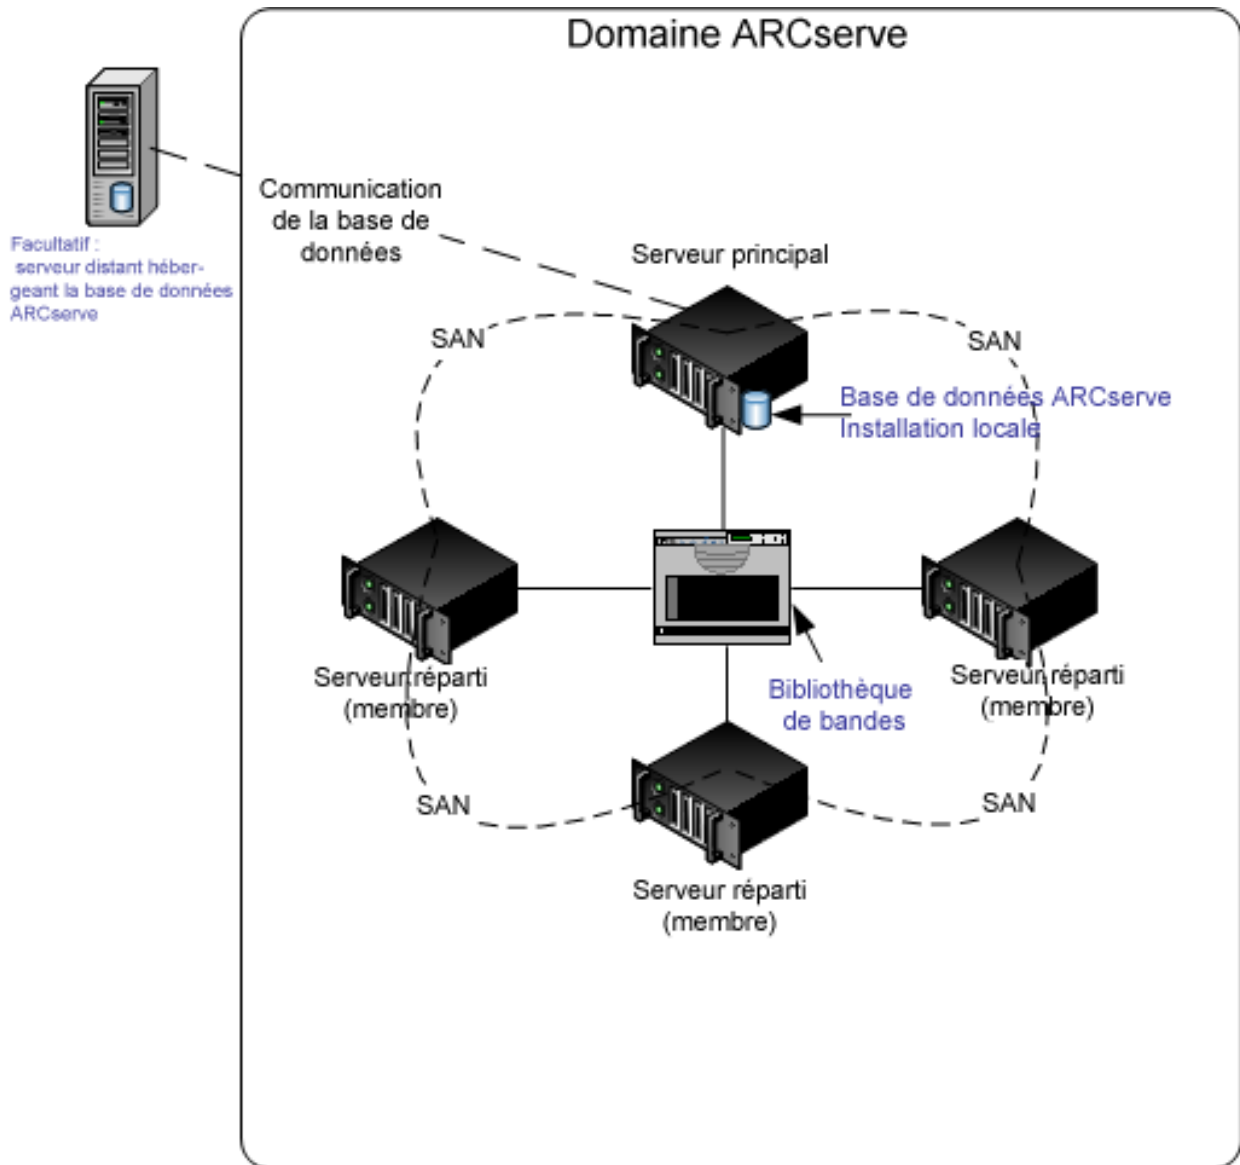 Domaine ARCserve
Communication
de la base de
données
Facultatif :
serveur distant héber-
geant la base de données
ARCserve
Serveur principal
SAN
SAN
Base de données ARCserve
Installation locale
Serveur réparti
(membre)
Bibliothèque
de bandes
Serveur réparti
(membre)
SAN
SAN
Serveur réparti
(membre)